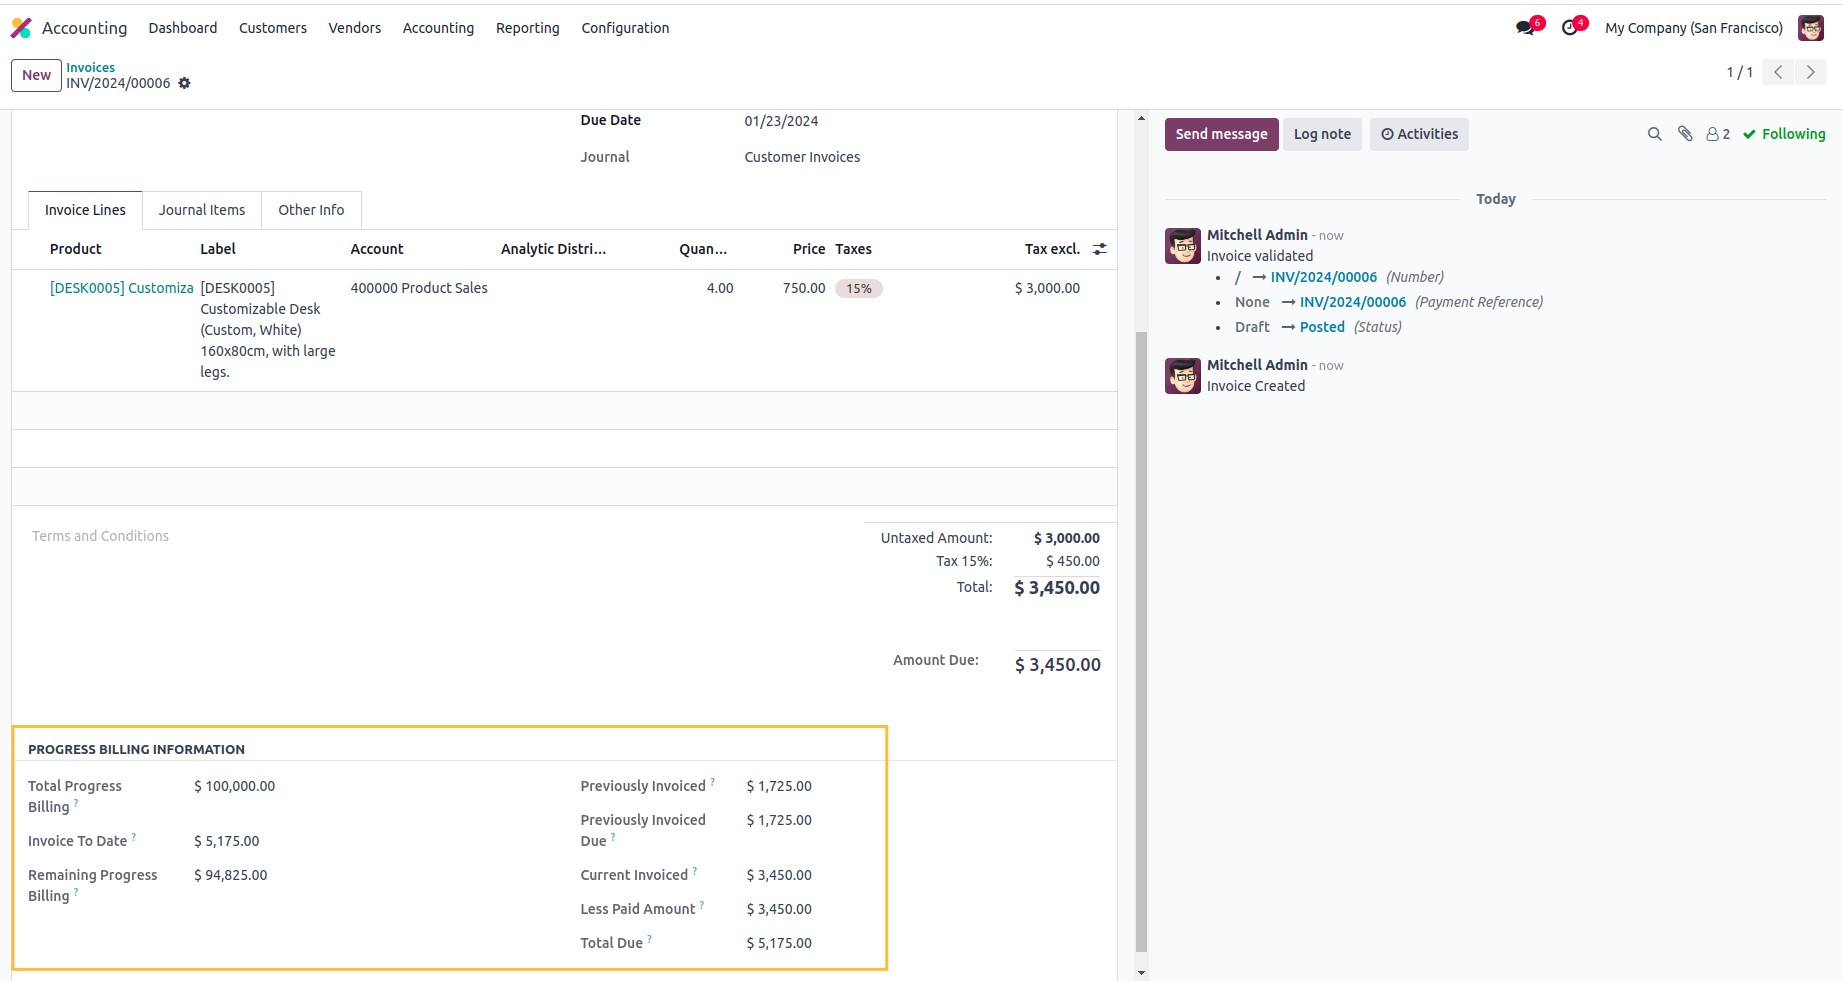 Accounting Dashboard Customers Vendors Accounting Reporting Configuration 6 4 My Company (San Francisco)
New Invoices
INV/2024/00006
1 / 1
Due Date 01/23/2024
Journal Customer Invoices
Invoice Lines Journal Items Other Info
Product Label Account Analytic Distri... Quan... Price Taxes Tax excl.
[DESK0005] Customiza [DESK0005] 400000 Product Sales 4.00 750.00 15% $ 3,000.00
Customizable Desk
(Custom, White)
160x80cm, with large
legs.
Terms and Conditions
Untaxed Amount: $ 3,000.00
Tax 15%: $ 450.00
Total: $ 3,450.00
Amount Due: $ 3,450.00
PROGRESS BILLING INFORMATION
Total Progress $ 100,000.00
Billing ?
Invoice To Date ? $ 5,175.00
Remaining Progress $ 94,825.00
Billing ?
Previously Invoiced ? $ 1,725.00
Previously Invoiced $ 1,725.00
Due ?
Current Invoiced ? $ 3,450.00
Less Paid Amount ? $ 3,450.00
Total Due ? $ 5,175.00
Send message Log note Activities 2 Following
Today
Mitchell Admin - now
Invoice validated
• / → INV/2024/00006 (Number)
• None → INV/2024/00006 (Payment Reference)
• Draft → Posted (Status)
Mitchell Admin - now
Invoice Created